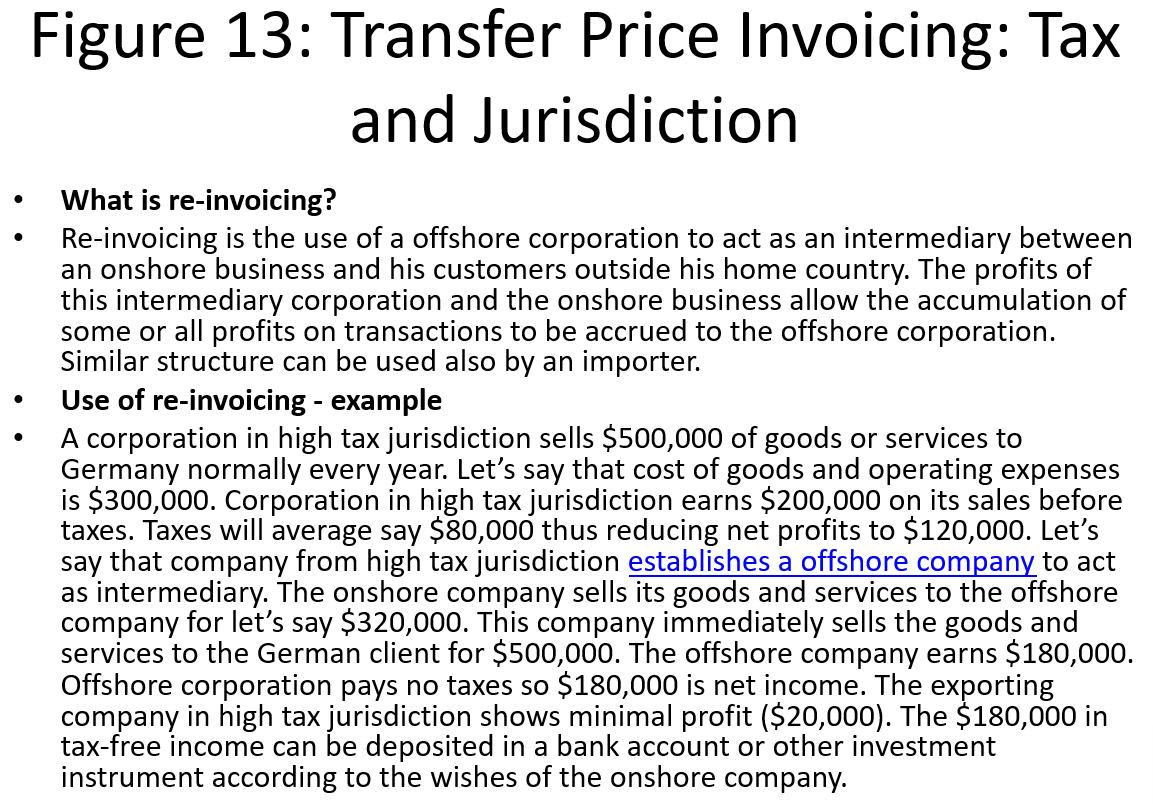 Figure 13: Transfer Price Invoicing: Tax
and Jurisdiction
• What is re-invoicing?
• Re-invoicing is the use of a offshore corporation to act as an intermediary between
an onshore business and his customers outside his home country. The profits of
this intermediary corporation and the onshore business allow the accumulation of
some or all profits on transactions to be accrued to the offshore corporation.
Similar structure can be used also by an importer.
• Use of re-invoicing - example
• A corporation in high tax jurisdiction sells $500,000 of goods or services to
Germany normally every year. Let’s say that cost of goods and operating expenses
is $300,000. Corporation in high tax jurisdiction earns $200,000 on its sales before
taxes. Taxes will average say $80,000 thus reducing net profits to $120,000. Let’s
say that company from high tax jurisdiction establishes a offshore company to act
as intermediary. The onshore company sells its goods and services to the offshore
company for let’s say $320,000. This company immediately sells the goods and
services to the German client for $500,000. The offshore company earns $180,000.
Offshore corporation pays no taxes so $180,000 is net income. The exporting
company in high tax jurisdiction shows minimal profit ($20,000). The $180,000 in
tax-free income can be deposited in a bank account or other investment
instrument according to the wishes of the onshore company.